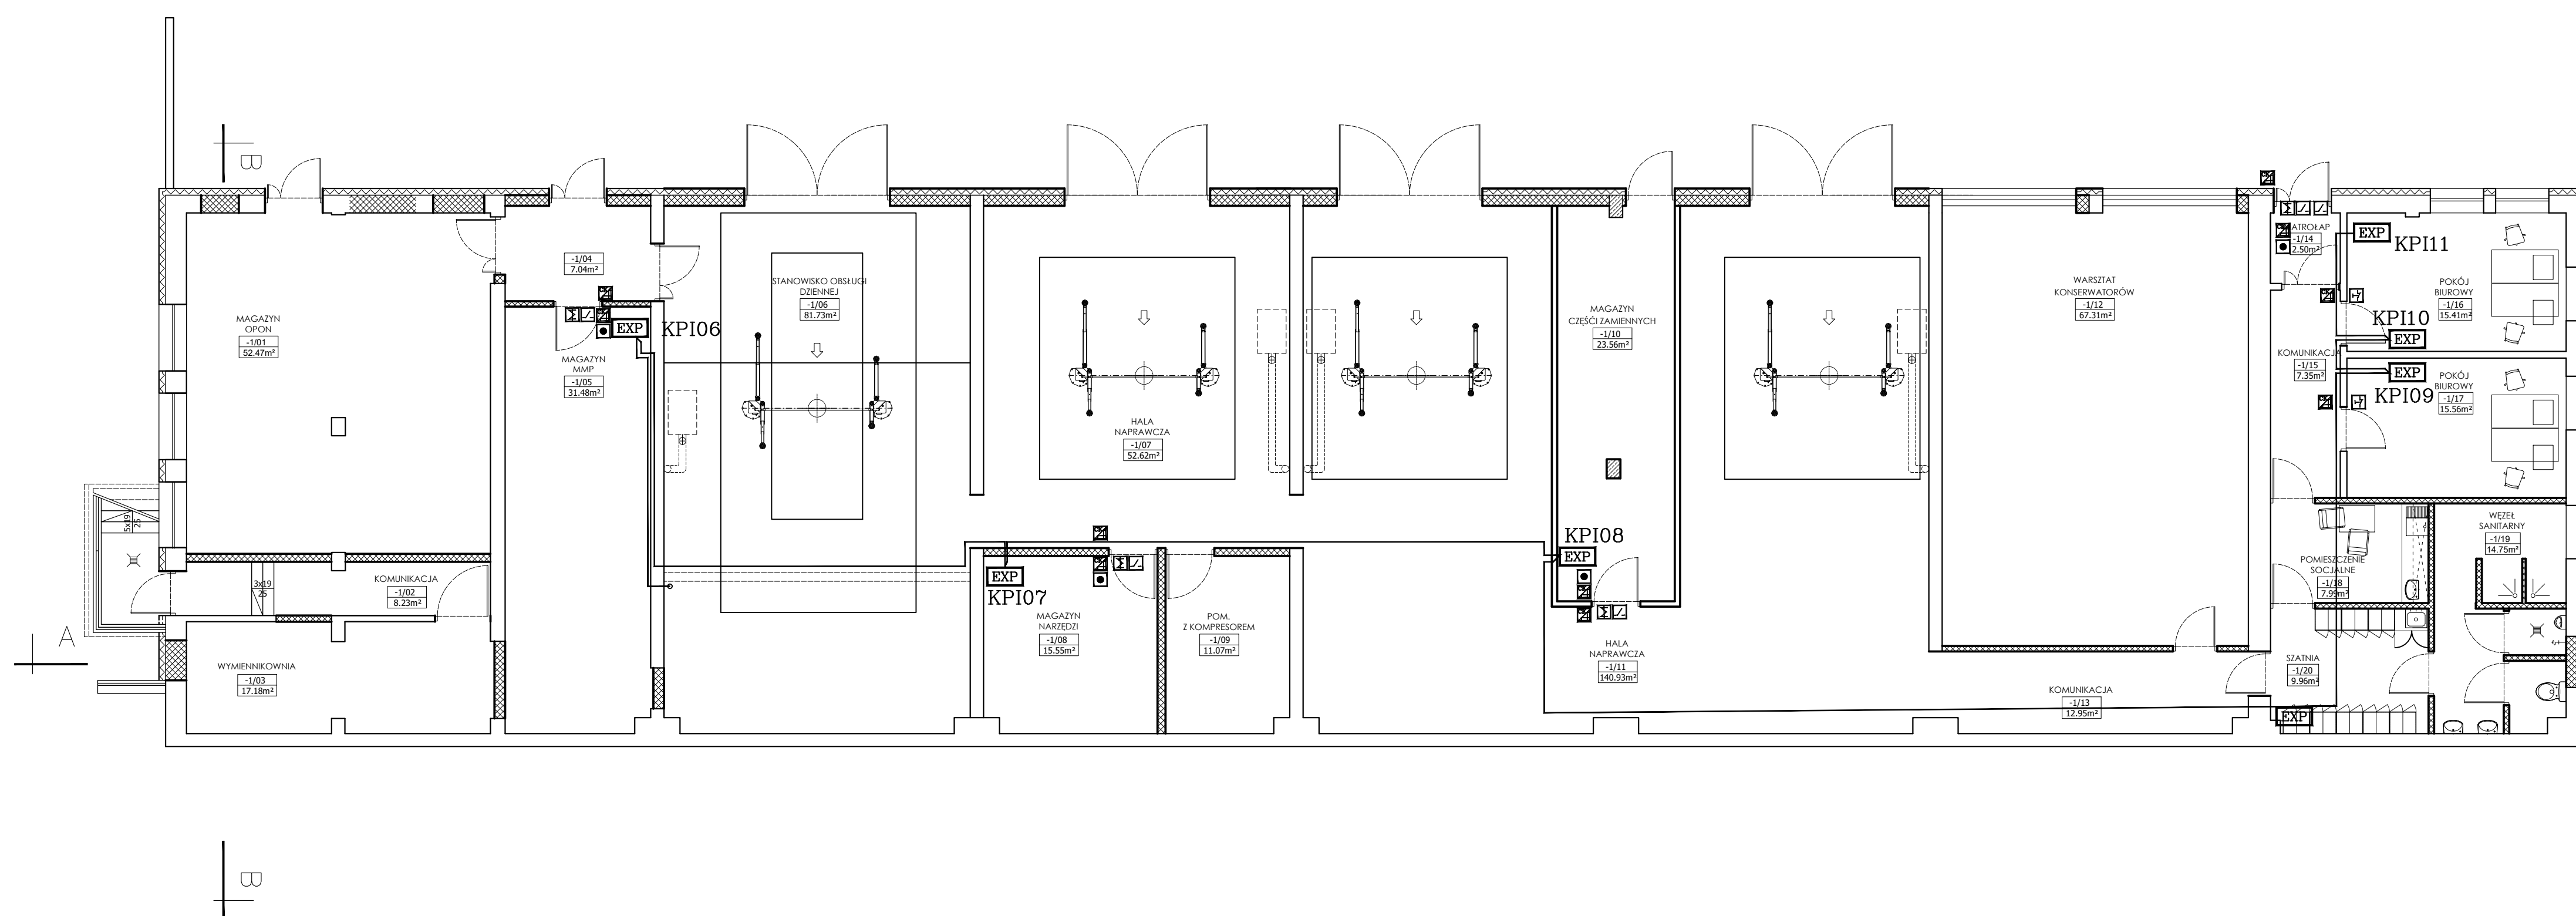 B
MAGAZYN
OPON
-1/01
52.47m²
-1/04
7.04m²
EXP
KPI06
MAGAZYN
MMP
-1/05
31.48m²
STANOWISKO OBSŁUGI
DZIENNEJ
-1/06
81.73m²
HALA
NAPRAWCZA
-1/07
52.62m²
MAGAZYN
CZĘŚĆI ZAMIENNYCH
-1/10
23.56m²
WARSZTAT
KONSERWATORÓW
-1/12
67.31m²
-1/14
2.50m²
EXP
KPI11
POKÓJ
BIUROWY
-1/16
15.41m²
KPI10
EXP
KOMUNIKACJA
-1/15
7.35m²
EXP
KPI09
POKÓJ
BIUROWY
-1/17
15.56m²
5x19
25
3x19
25
KOMUNIKACJA
-1/02
8.23m²
EXP
KPI07
MAGAZYN
NARZĘDZI
-1/08
15.55m²
POM.
Z KOMPRESOREM
-1/09
11.07m²
KPI08
EXP
HALA
NAPRAWCZA
-1/11
140.93m²
POMIESZCZENIE
SOCJALNE
-1/18
7.99m²
WĘZEŁ
SANITARNY
-1/19
14.75m²
A
WYMIENNIKOWNIA
-1/03
17.18m²
KOMUNIKACJA
-1/13
12.95m²
SZATNIA
-1/20
9.96m²
EXP
B